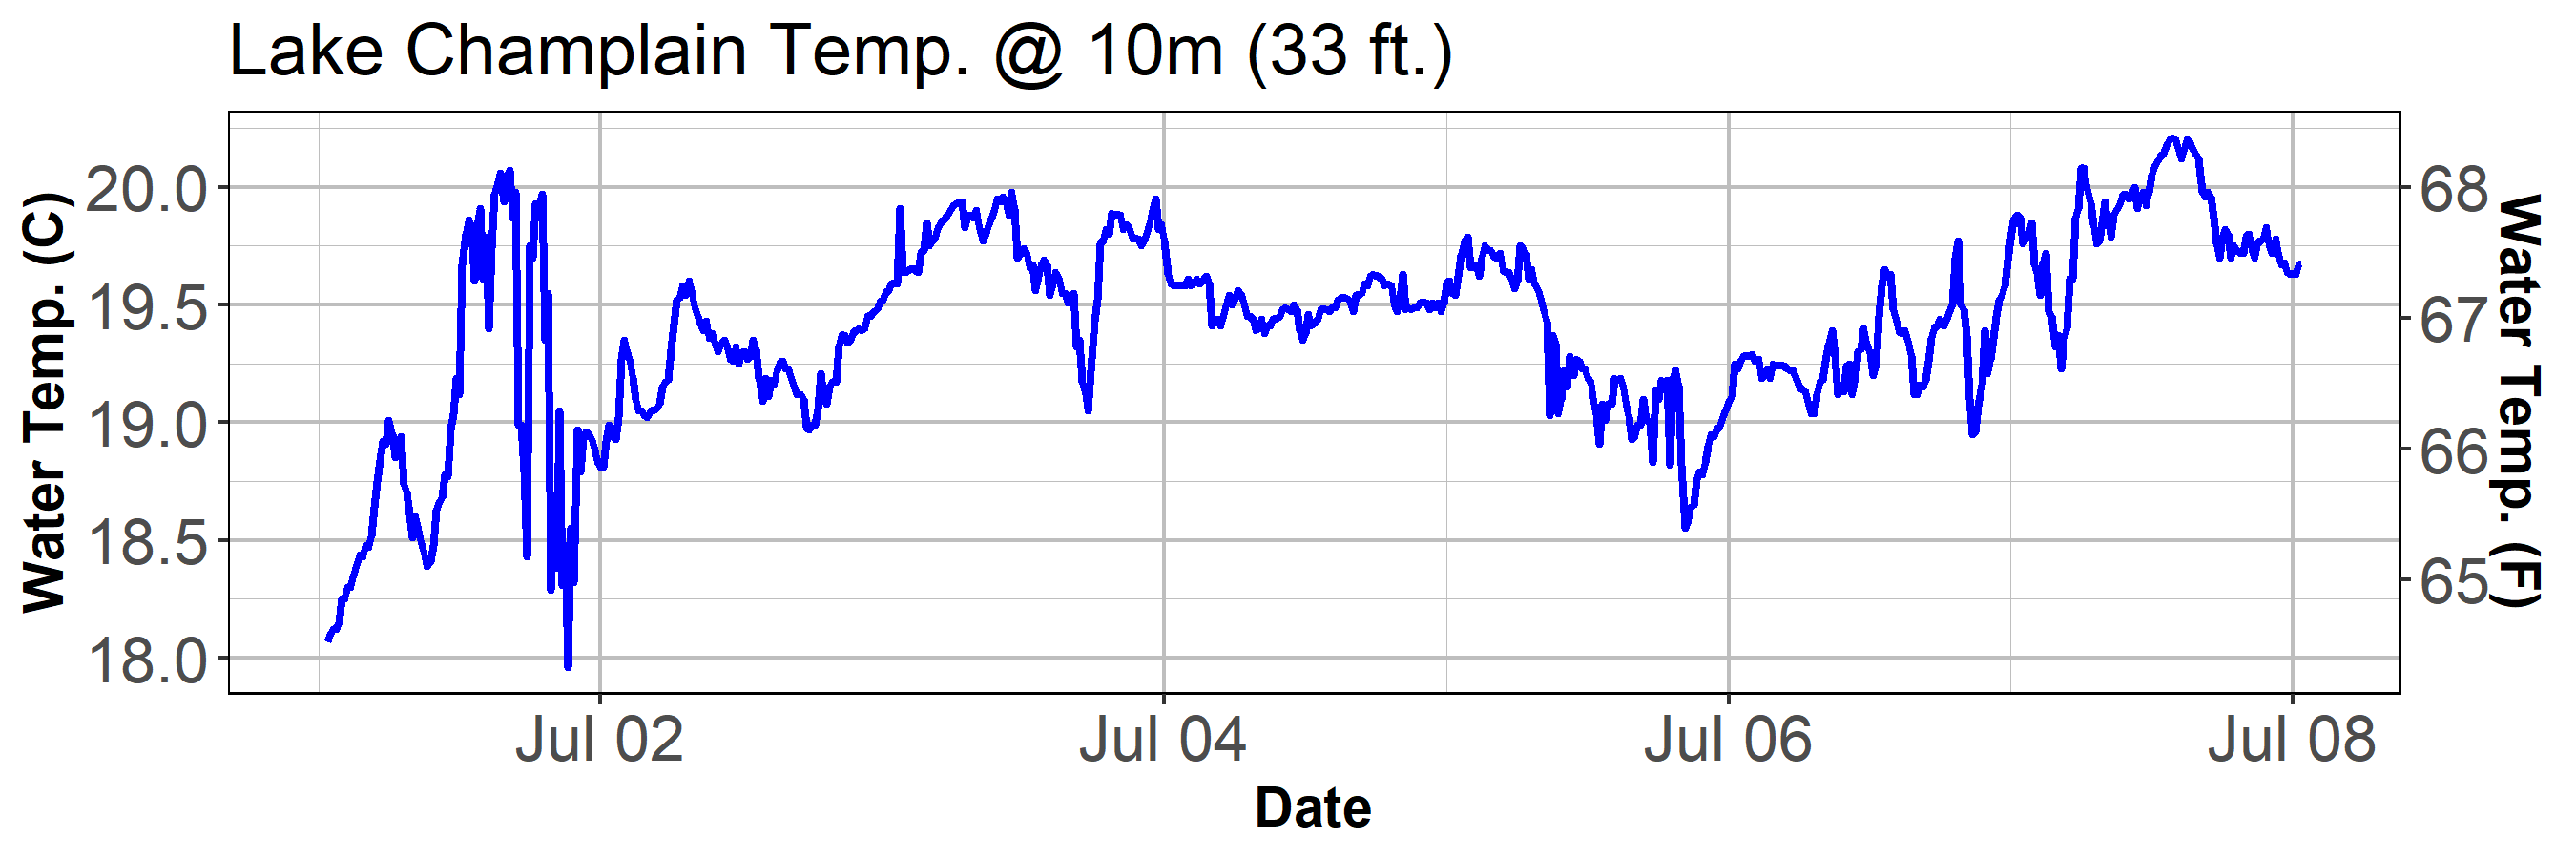 Lake Champlain Temp. @ 10m (33 ft.)
Water Temp. (C)
20.0
19.5
19.0
18.5
18.0
68
67
66
65
Water Temp. (F)
Jul 02 Jul 04 Jul 06 Jul 08
Date